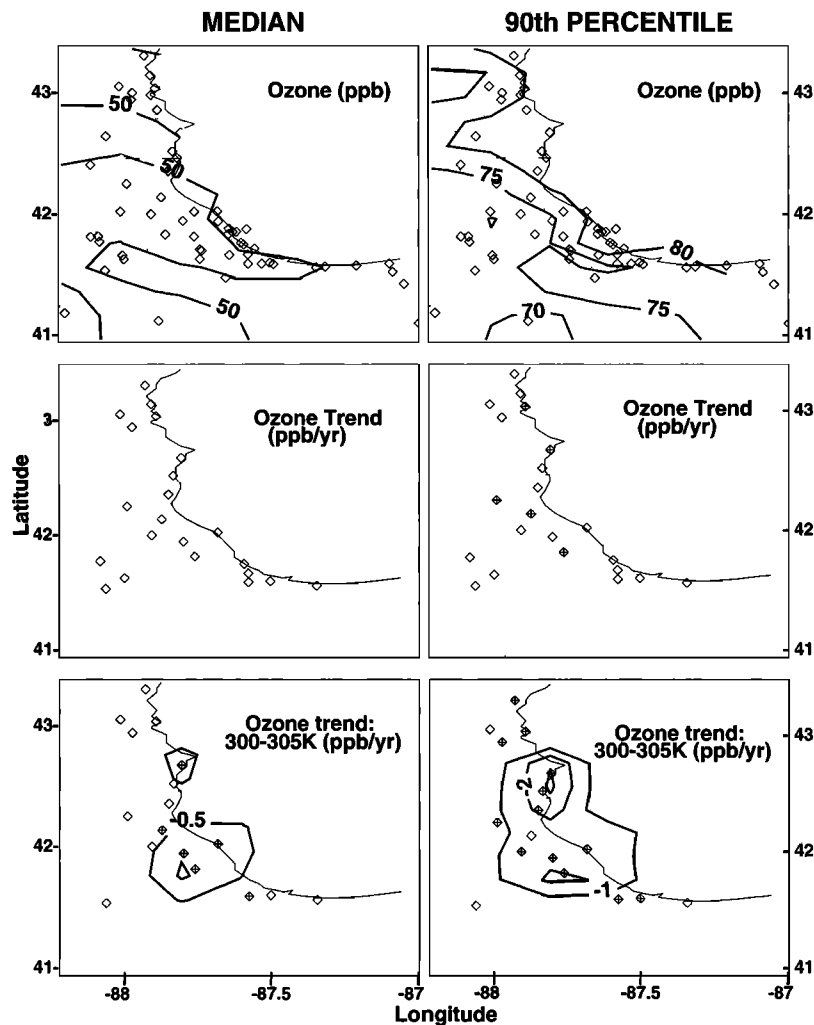 MEDIAN
90th PERCENTILE
Ozone (ppb)
Ozone (ppb)
43
50
50
42
50
41
75
80
75
70
43
42
41
Ozone Trend
(ppb/yr)
Ozone Trend
(ppb/yr)
3
42
41
43
42
41
Latitude
Ozone trend:
300-305K (ppb/yr)
Ozone trend:
300-305K (ppb/yr)
43
-0.5
42
41
-2
-1
43
42
41
-88
-87.5
-87
-88
-87.5
-87
Longitude